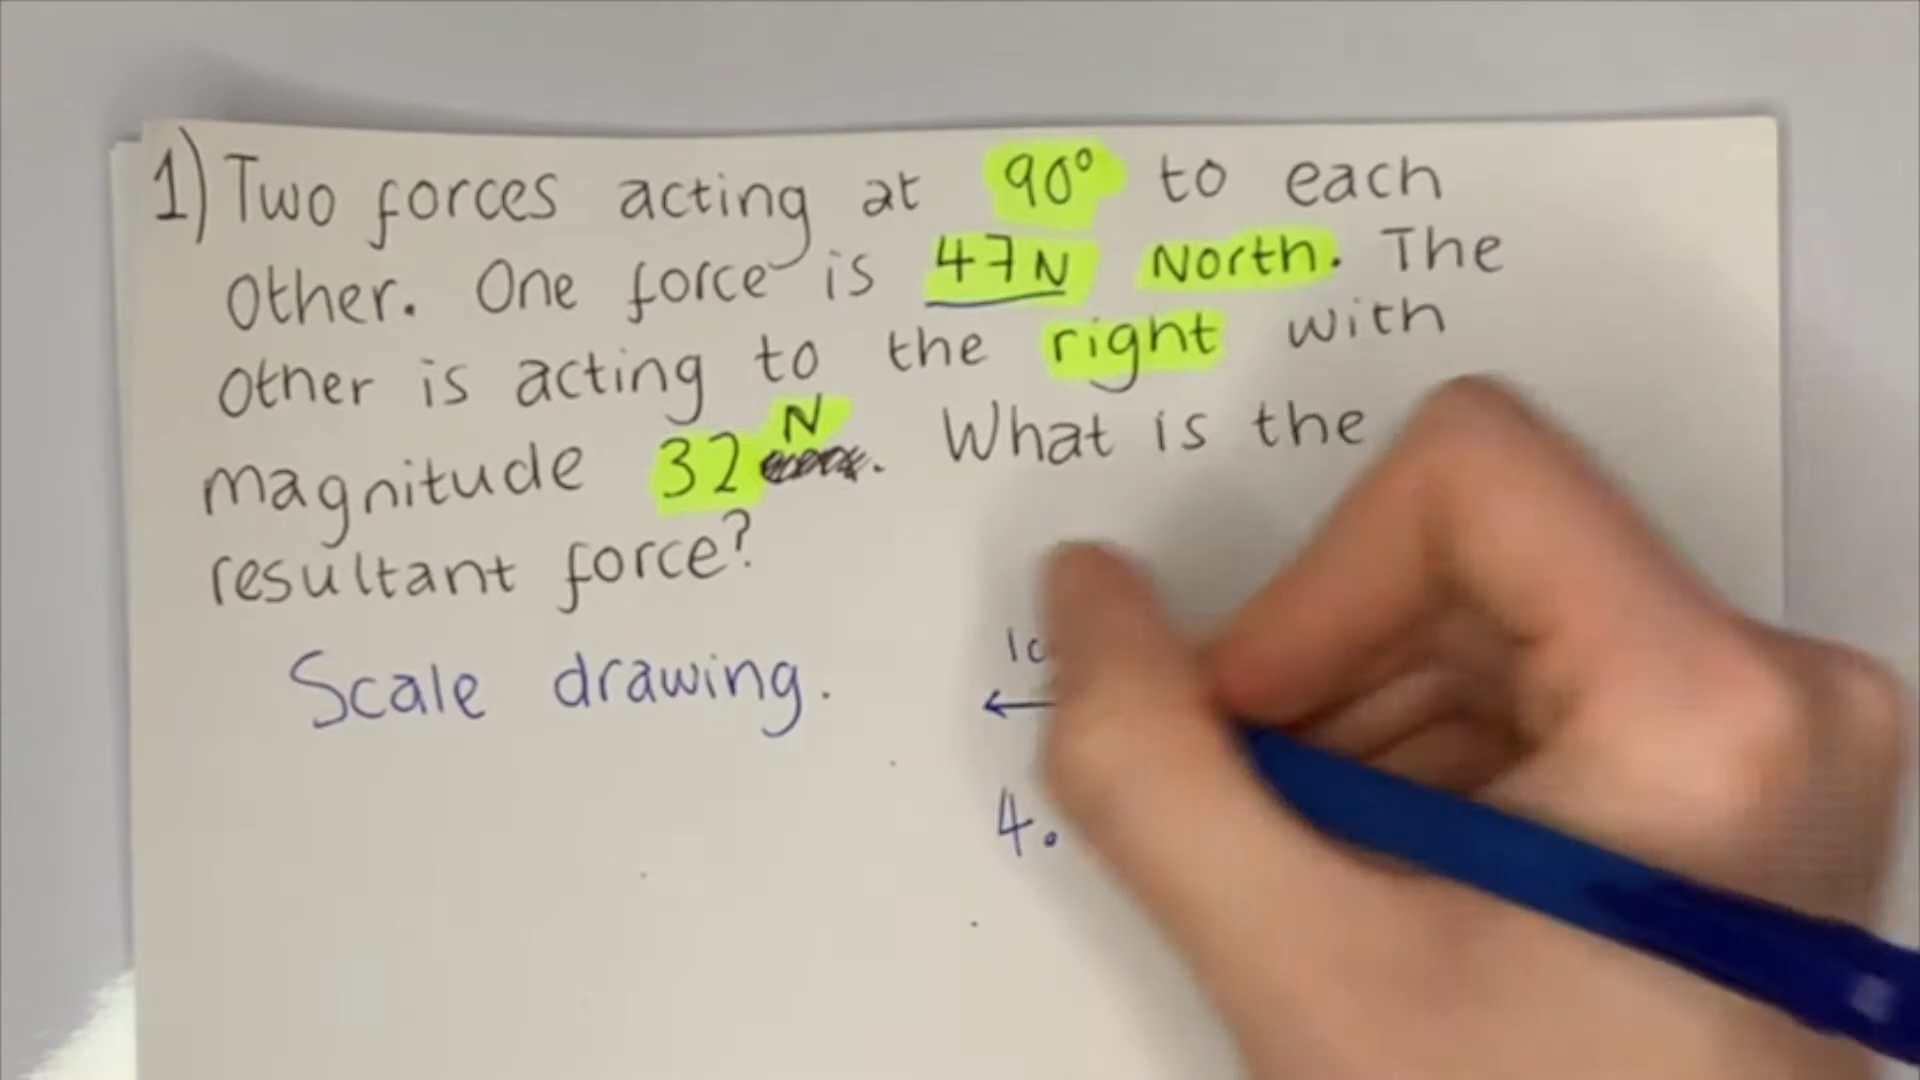 1) Two forces acting at 90° to each
other. One force is 47N North. The
other is acting to the right with
magnitude 32 N. What is the
resultant force?
Scale drawing.
4.